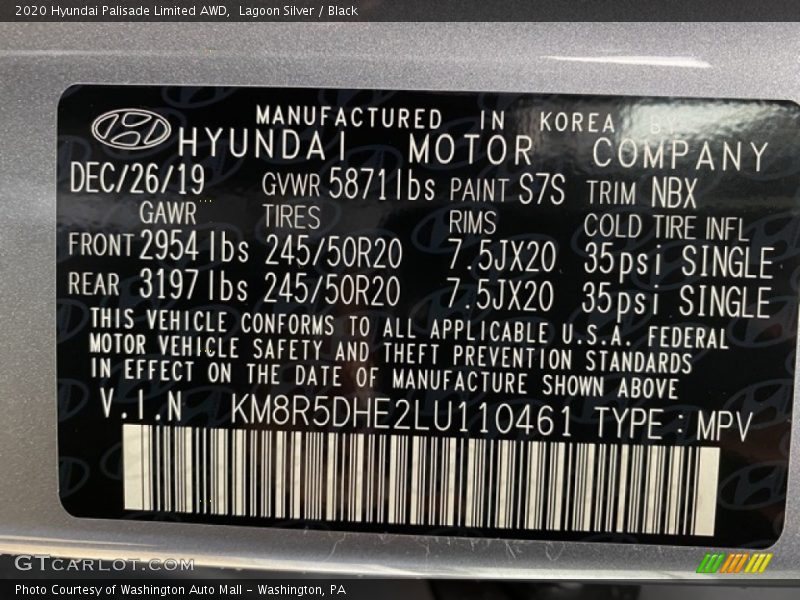 2020 Hyundai Palisade Limited AWD,  Lagoon Silver / Black
MANUFACTURED IN KOREA BY
HYUNDAI MOTOR COMPANY
DEC/26/19 GVWR 5871lbs PAINT S7S TRIM NBX
GAWR TIRES RIMS COLD TIRE INFL
FRONT 2954 lbs 245/50R20 7.5JX20 35psi SINGLE
REAR 3197 lbs 245/50R20 7.5JX20 35psi SINGLE
THIS VEHICLE CONFORMS TO ALL APPLICABLE U.S.A. FEDERAL
MOTOR VEHICLE SAFETY AND THEFT PREVENTION STANDARDS
IN EFFECT ON THE DATE OF MANUFACTURE SHOWN ABOVE
V.I.N KM8R5DHE2LU110461 TYPE : MPV
GTCARLOT.COM
Photo Courtesy of Washington Auto Mall - Washington, PA